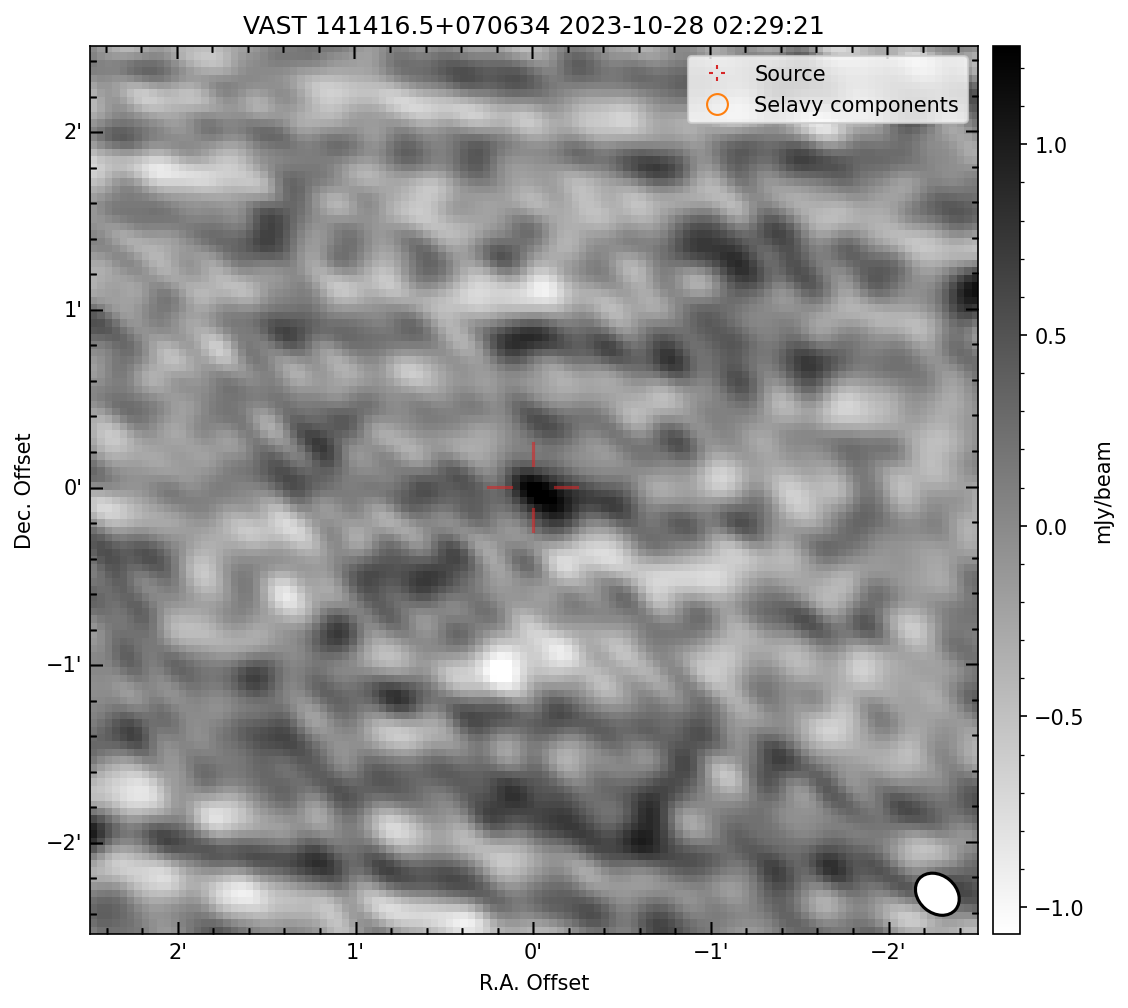 VAST 141416.5+070634 2023-10-28 02:29:21
Source
Selavy components
2'
1'
0'
−1'
−2'
Dec. Offset
2'
1'
0'
−1'
−2'
R.A. Offset
1.0
0.5
0.0
−0.5
−1.0
mJy/beam